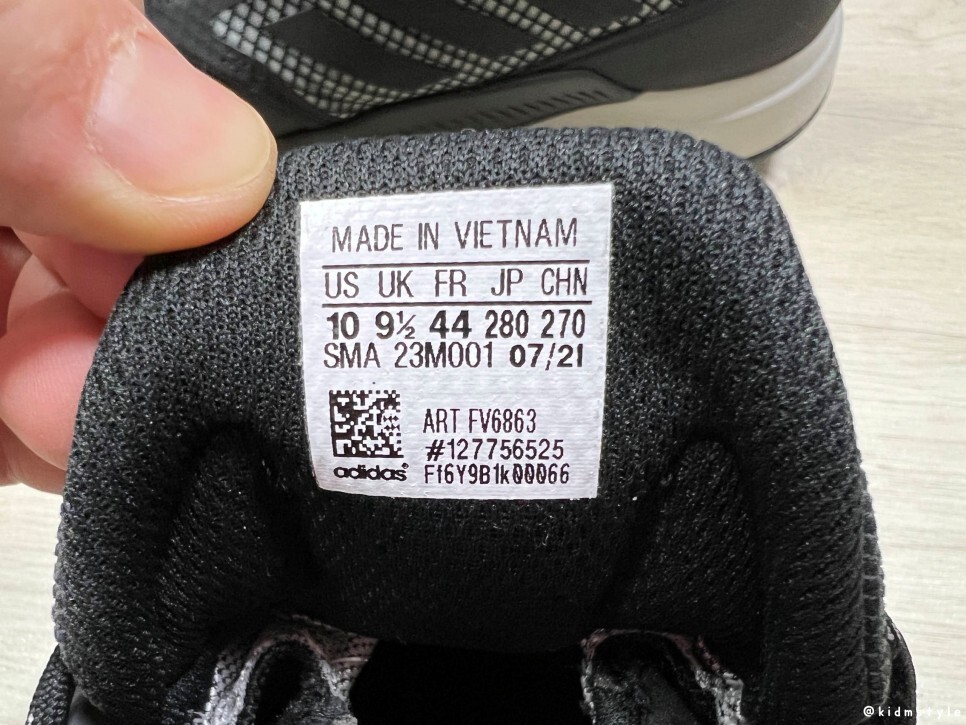 MADE IN VIETNAM
US UK FR JP CHN
10 9½ 44 280 270
SMA 23M001 07/21
ART FV6863
#127756525
adidas® Ff6Y9B1k00066
@kidmstyle